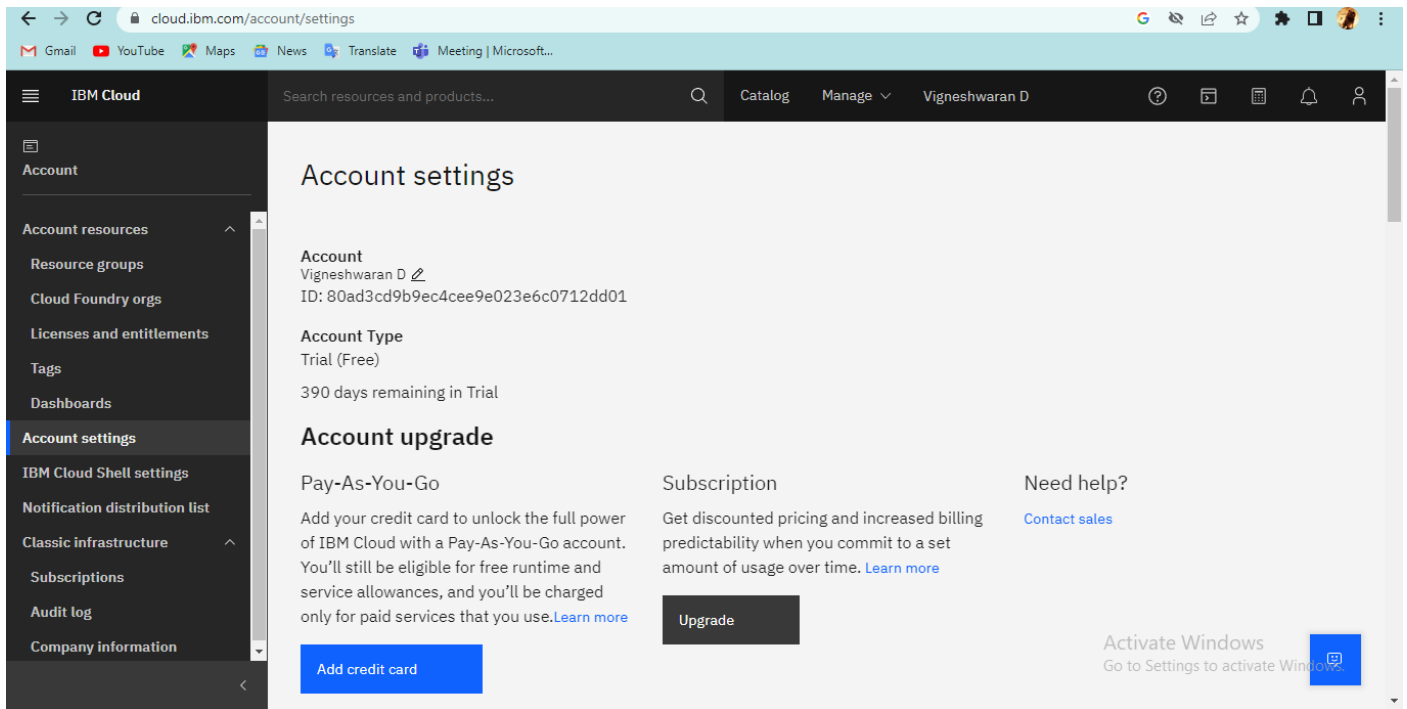 cloud.ibm.com/account/settings
Gmail YouTube Maps News Translate Meeting | Microsoft...
IBM Cloud
Search resources and products...
Catalog Manage Vigneshwaran D
Account
Account resources
Resource groups
Cloud Foundry orgs
Licenses and entitlements
Tags
Dashboards
Account settings
IBM Cloud Shell settings
Notification distribution list
Classic infrastructure
Subscriptions
Audit log
Company information
Account settings
Account
Vigneshwaran D
ID: 80ad3cd9b9ec4cee9e023e6c0712dd01
Account Type
Trial (Free)
390 days remaining in Trial
Account upgrade
Pay-As-You-Go
Add your credit card to unlock the full power
of IBM Cloud with a Pay-As-You-Go account.
You’ll still be eligible for free runtime and
service allowances, and you’ll be charged
only for paid services that you use.Learn more
Add credit card
Subscription
Get discounted pricing and increased billing
predictability when you commit to a set
amount of usage over time. Learn more
Upgrade
Need help?
Contact sales
Activate Windows
Go to Settings to activate Windows.